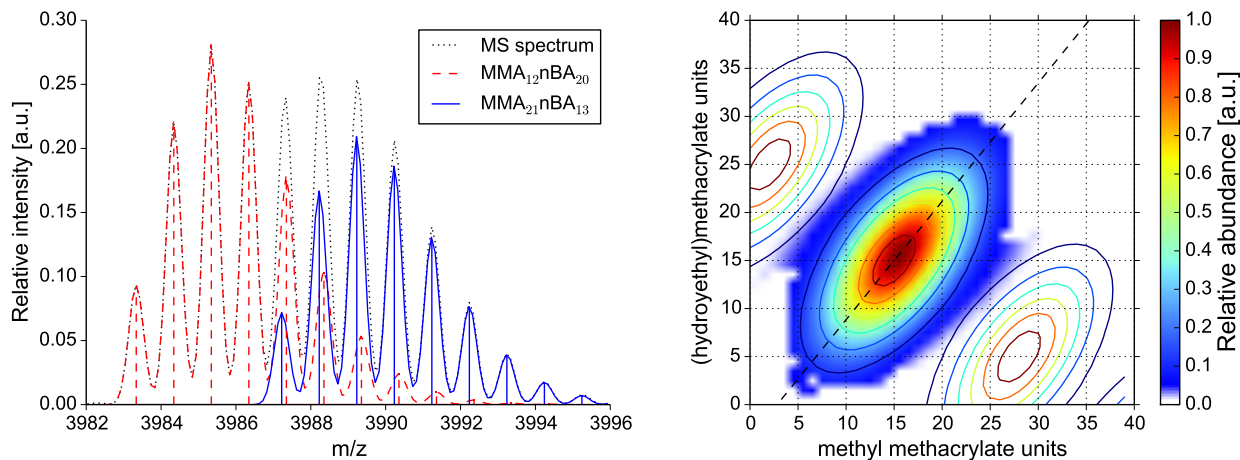 0.30
0.25
0.20
0.15
0.10
0.05
0.00
Relative intensity [a.u.]
3982 3984 3986 3988 3990 3992 3994 3996
m/z
MS spectrum
MMA₁₂nBA₂₀
MMA₂₁nBA₁₃
40
35
30
25
20
15
10
5
0
(hydroyethyl)methacrylate units
0 5 10 15 20 25 30 35 40
methyl methacrylate units
1.0
0.9
0.8
0.7
0.6
0.5
0.4
0.3
0.2
0.1
0.0
Relative abundance [a.u.]